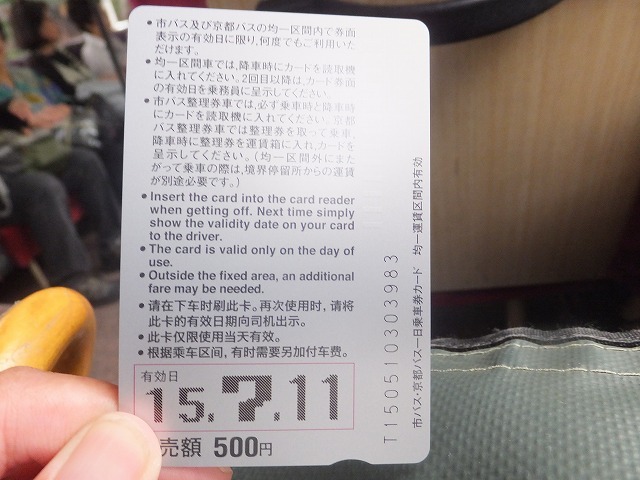 • 市バス及び京都バスの均一区間内で券面
表示の有効日に限り、何度でもご利用いた
だけます。
• 均一区間車では、降車時にカードを読取機
に入れてください。2回目以降は、カード券面
の有効日を乗務員に呈示してください。
• 市バス整理券車では、必ず乗車時と降車時
にカードを読取機に入れてください。京都
バス整理券車では整理券を取って乗車、
降車時に整理券を運賃箱に入れ、カードを
呈示してください。(均一区間外にまた
がって乗車の際は、境界停留所からの運賃
が別途必要です。)
• Insert the card into the card reader
when getting off. Next time simply
show the validity date on your card
to the driver.
• The card is valid only on the day of
use.
• Outside the fixed area, an additional
fare may be needed.
• 请在下车时刷此卡。再次使用时，请将
此卡的有效日期向司机出示。
• 此卡仅限使用当天有效。
• 根据乘车区间，有时需要另加付车费。
有効日
15.7.11
売額 500円
T150510303983
市バス・京都バス一日乗車券カード 均一運賃区間内有効